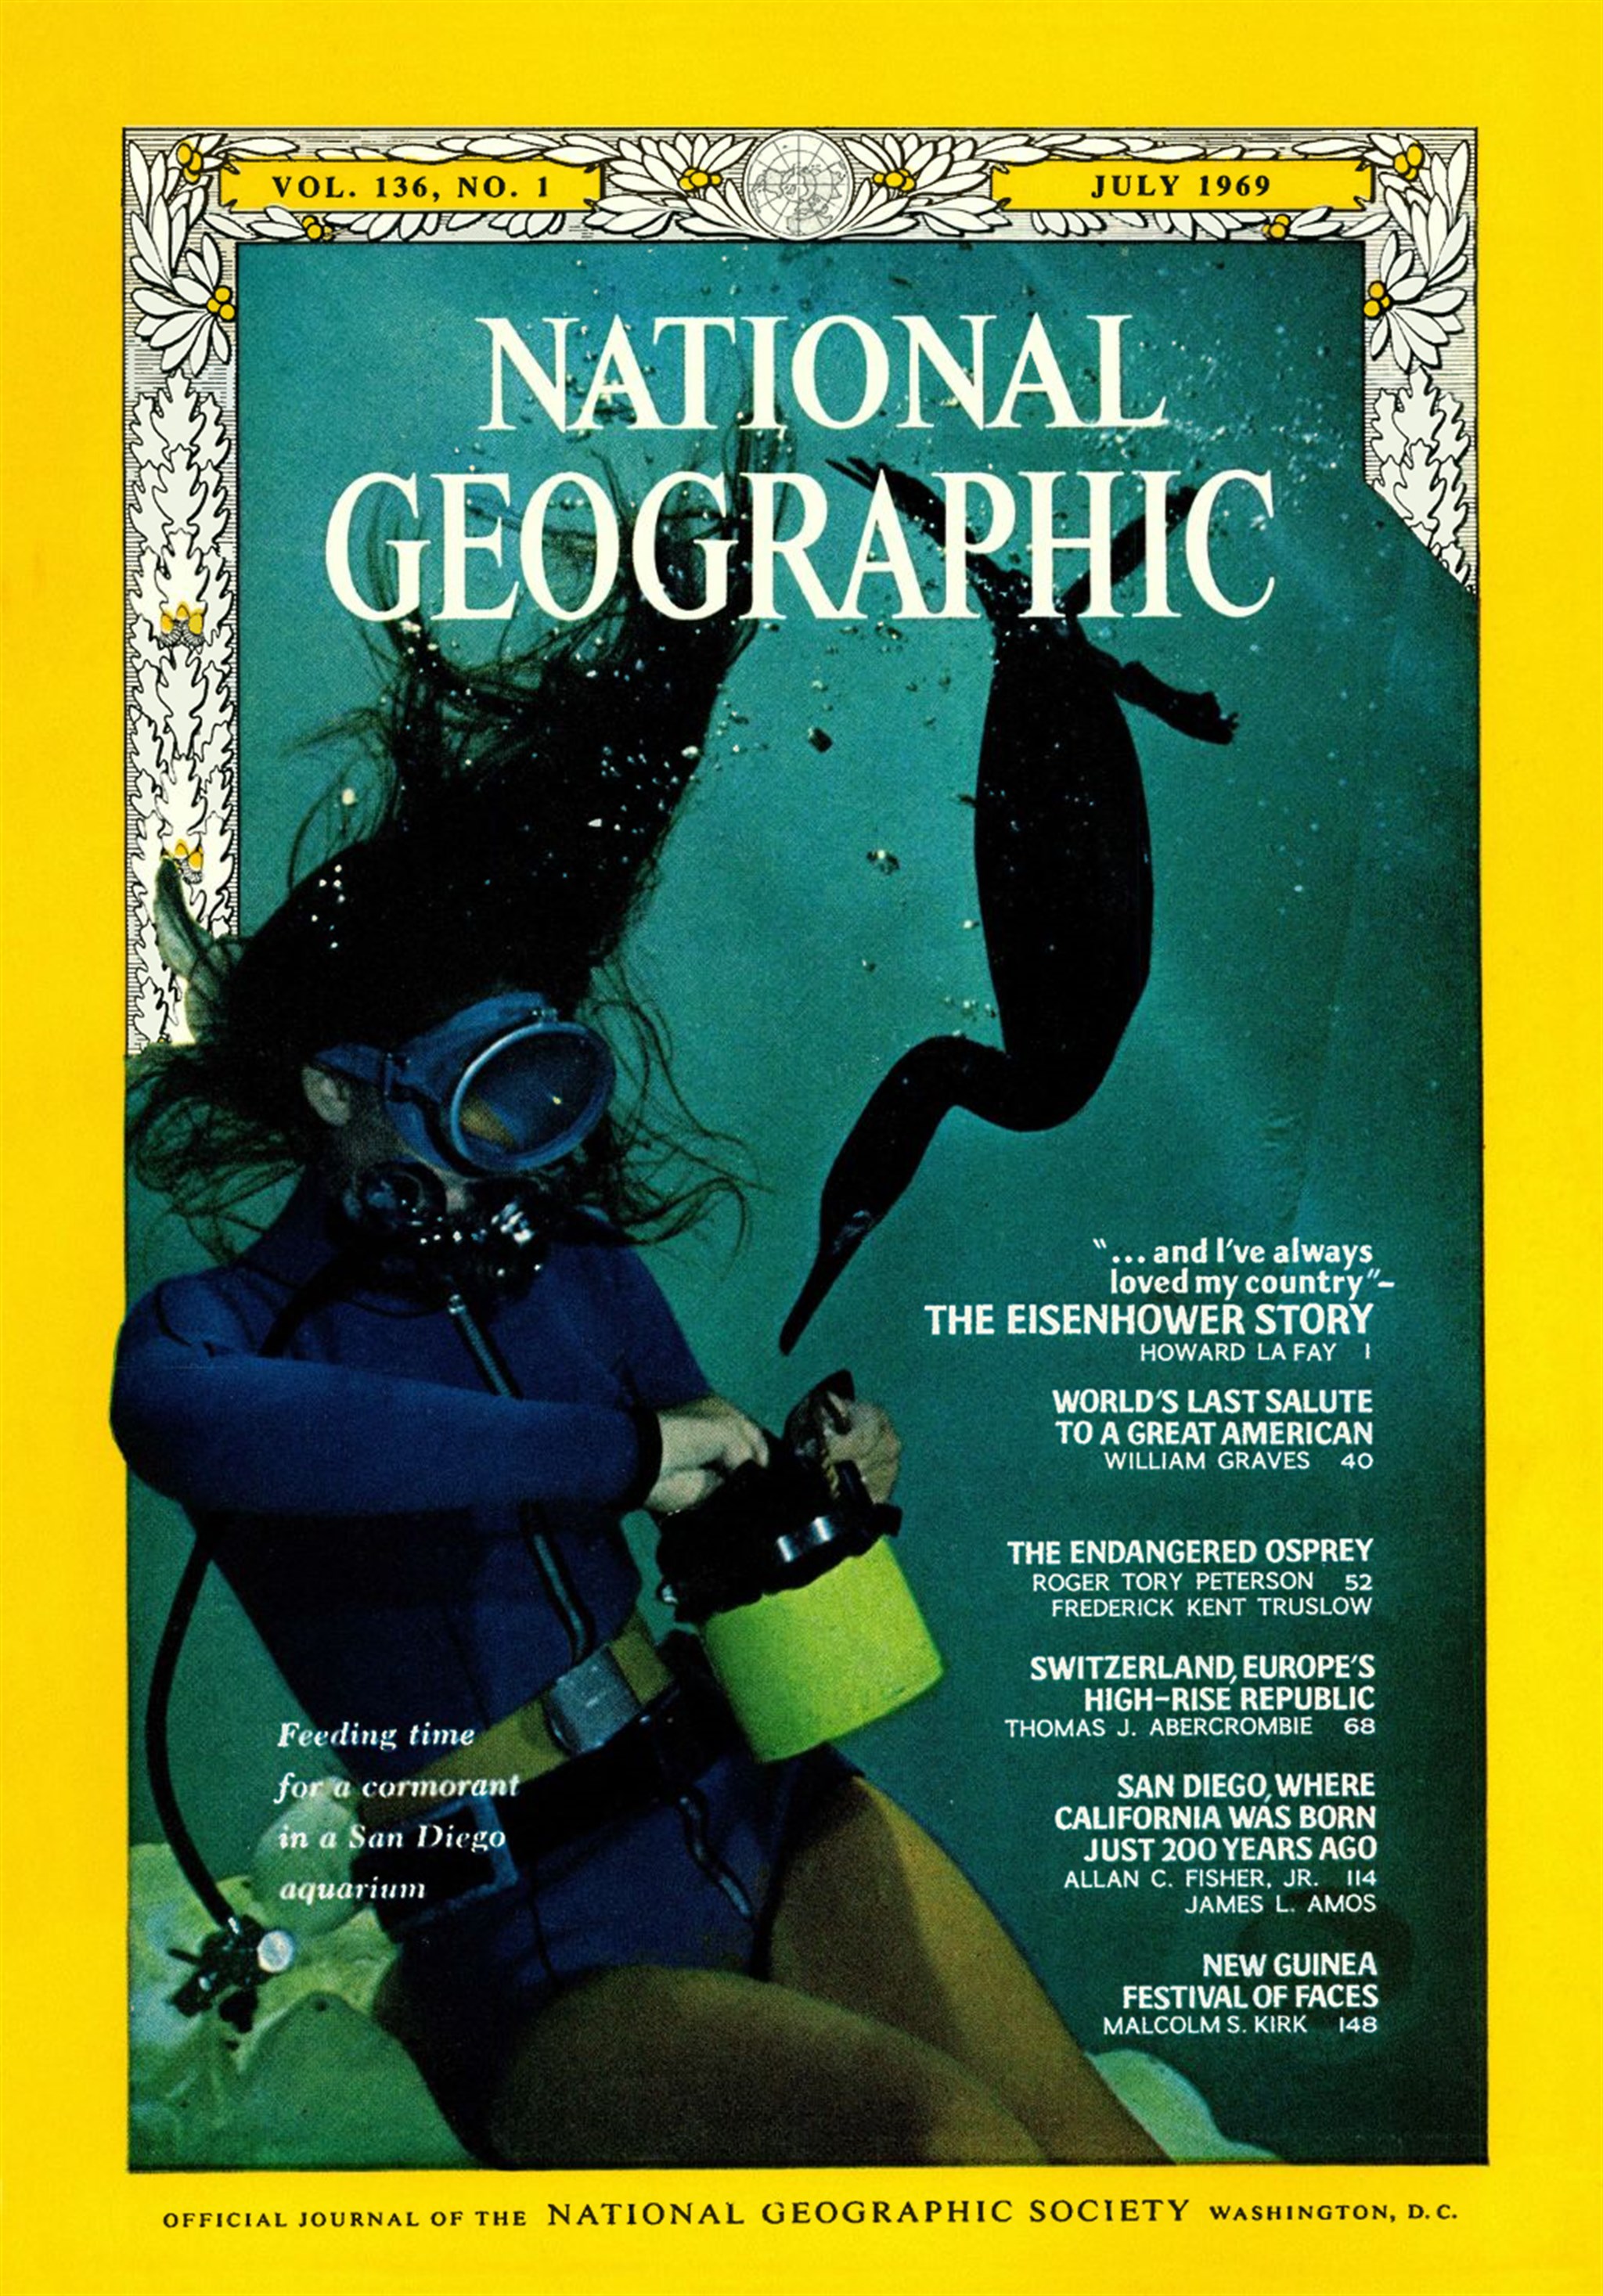 VOL. 136, NO. 1
JULY 1969
NATIONAL
GEOGRAPHIC
"... and I've always
loved my country"–
THE EISENHOWER STORY
HOWARD LA FAY 1
WORLD'S LAST SALUTE
TO A GREAT AMERICAN
WILLIAM GRAVES 40
THE ENDANGERED OSPREY
ROGER TORY PETERSON 52
FREDERICK KENT TRUSLOW
SWITZERLAND, EUROPE'S
HIGH–RISE REPUBLIC
THOMAS J. ABERCROMBIE 68
SAN DIEGO, WHERE
CALIFORNIA WAS BORN
JUST 200 YEARS AGO
ALLAN C. FISHER, JR. 114
JAMES L. AMOS
NEW GUINEA
FESTIVAL OF FACES
MALCOLM S. KIRK 148
Feeding time
for a cormorant
in a San Diego
aquarium
OFFICIAL JOURNAL OF THE NATIONAL GEOGRAPHIC SOCIETY WASHINGTON, D.C.